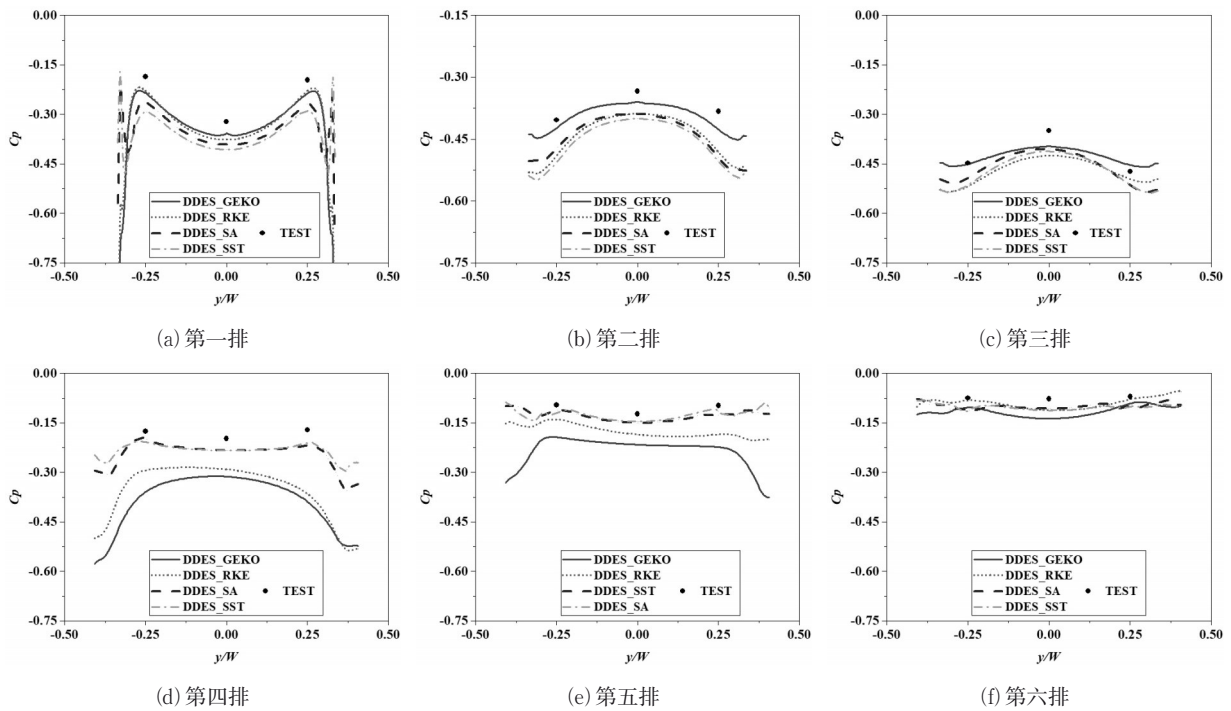 0.00
-0.15
-0.30
-0.45
-0.60
-0.75
Cp
DDES_GEKO
DDES_RKE
DDES_SA
TEST
DDES_SST
-0.50
-0.25
0.00
0.25
0.50
y/W
(a) 第一排
-0.15
-0.30
-0.45
-0.60
-0.75
Cp
DDES_GEKO
DDES_RKE
DDES_SA
TEST
DDES_SST
-0.50
-0.25
0.00
0.25
0.50
y/W
(b) 第二排
0.00
-0.15
-0.30
-0.45
-0.60
-0.75
Cp
DDES_GEKO
DDES_RKE
DDES_SA
TEST
DDES_SST
-0.50
-0.25
0.00
0.25
0.50
y/W
(c) 第三排
0.00
-0.15
-0.30
-0.45
-0.60
-0.75
Cp
DDES_GEKO
DDES_RKE
DDES_SA
TEST
DDES_SST
-0.50
-0.25
0.00
0.25
0.50
y/W
(d) 第四排
0.00
-0.15
-0.30
-0.45
-0.60
-0.75
Cp
DDES_GEKO
DDES_RKE
DDES_SST
TEST
DDES_SA
-0.50
-0.25
0.00
0.25
0.50
y/W
(e) 第五排
0.00
-0.15
-0.30
-0.45
-0.60
-0.75
Cp
DDES_GEKO
DDES_RKE
DDES_SA
TEST
DDES_SST
-0.50
-0.25
0.00
0.25
0.50
y/W
(f) 第六排